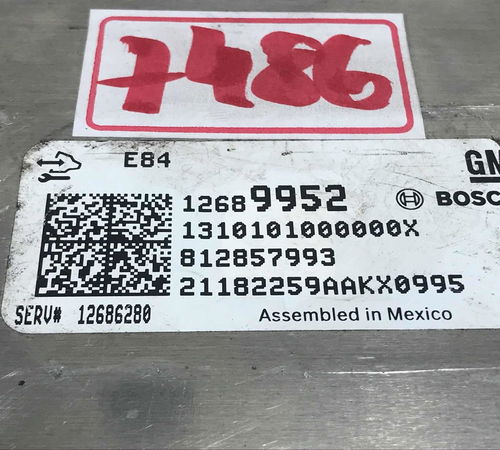 7486
E84
GM
12689952
BOSCH
1310101000000X
812857993
21182259AAKX0995
SERV# 12686280
Assembled in Mexico